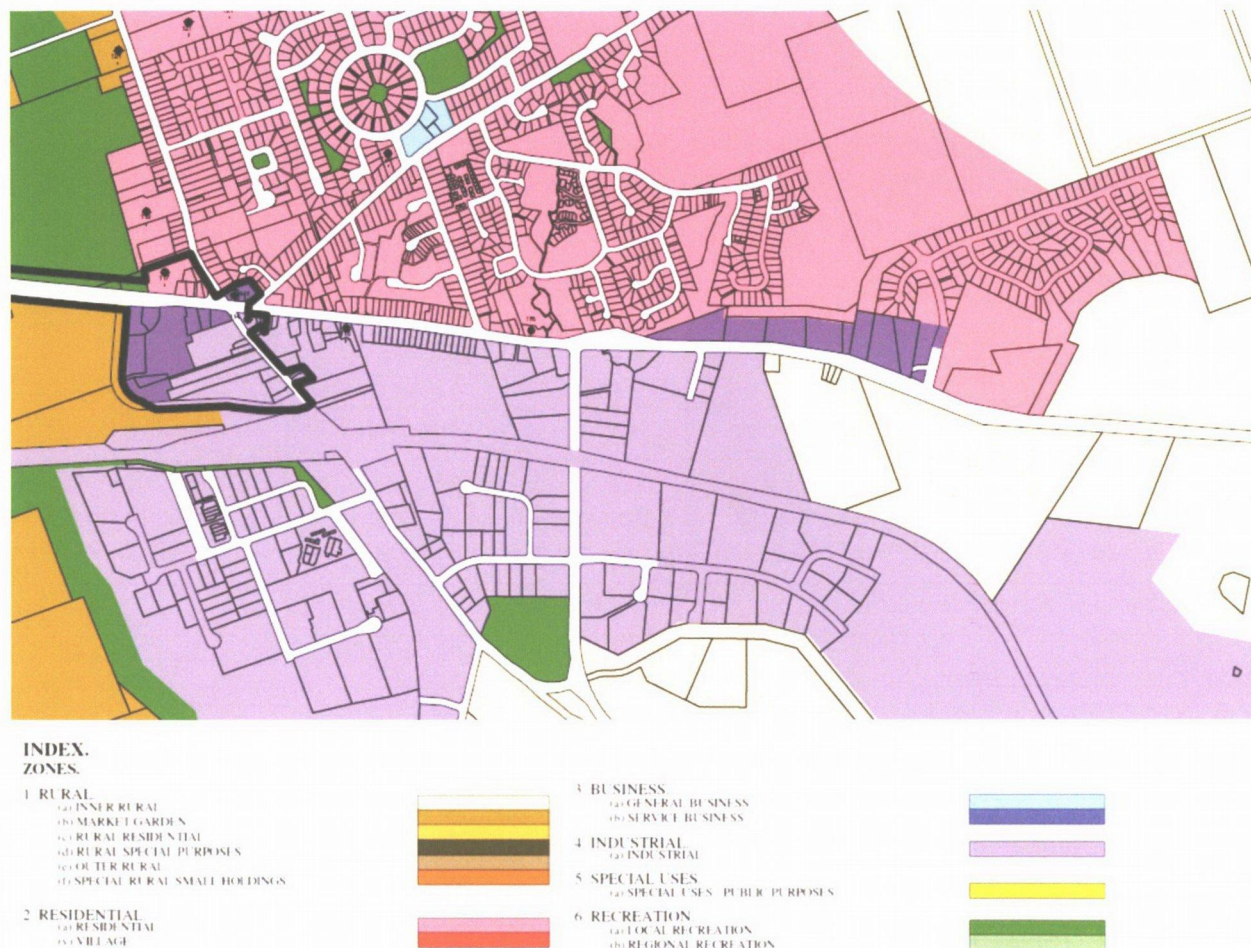 INDEX.
ZONES.
1 RURAL
(a) INNER RURAL
(b) MARKET GARDEN
(c) RURAL RESIDENTIAL
(d) RURAL SPECIAL PURPOSES
(e) OUTER RURAL
(f) SPECIAL RURAL SMALL HOLDINGS
2 RESIDENTIAL
(a) RESIDENTIAL
(v) VILLAGE
3 BUSINESS
(a) GENERAL BUSINESS
(b) SERVICE BUSINESS
4 INDUSTRIAL
(a) INDUSTRIAL
5 SPECIAL USES
(a) SPECIAL USES PUBLIC PURPOSES
6 RECREATION
(a) LOCAL RECREATION
(b) REGIONAL RECREATION